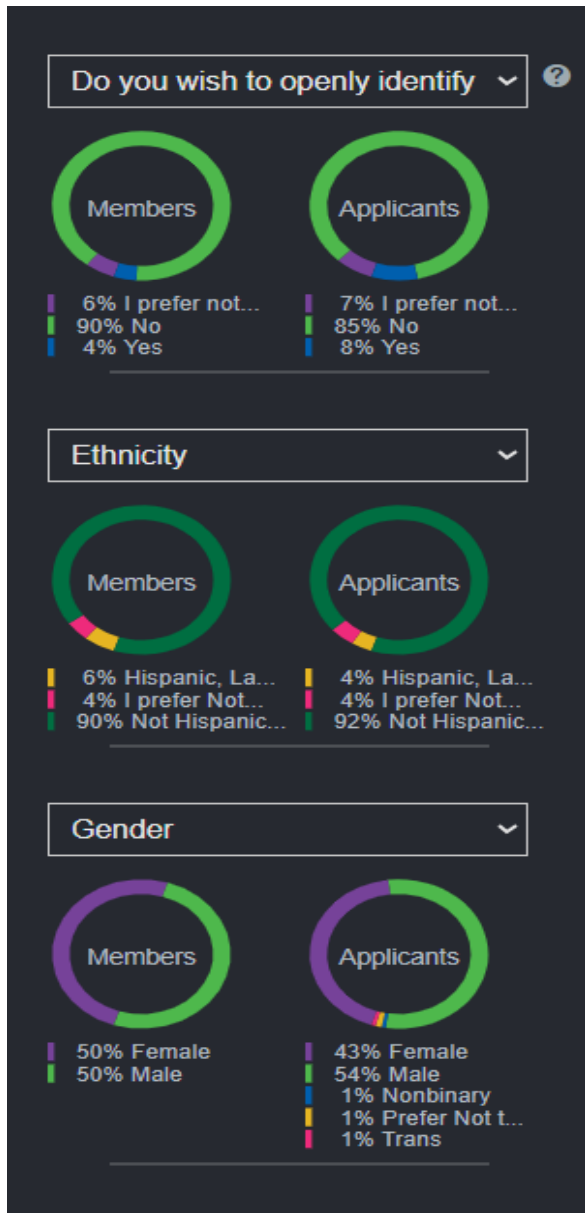 Do you wish to openly identify
?
Members
Applicants
6% I prefer not...
90% No
4% Yes
7% I prefer not...
85% No
8% Yes
Ethnicity
Members
Applicants
6% Hispanic, La...
4% I prefer Not...
90% Not Hispanic...
4% Hispanic, La...
4% I prefer Not...
92% Not Hispanic...
Gender
Members
Applicants
50% Female
50% Male
43% Female
54% Male
1% Nonbinary
1% Prefer Not t...
1% Trans